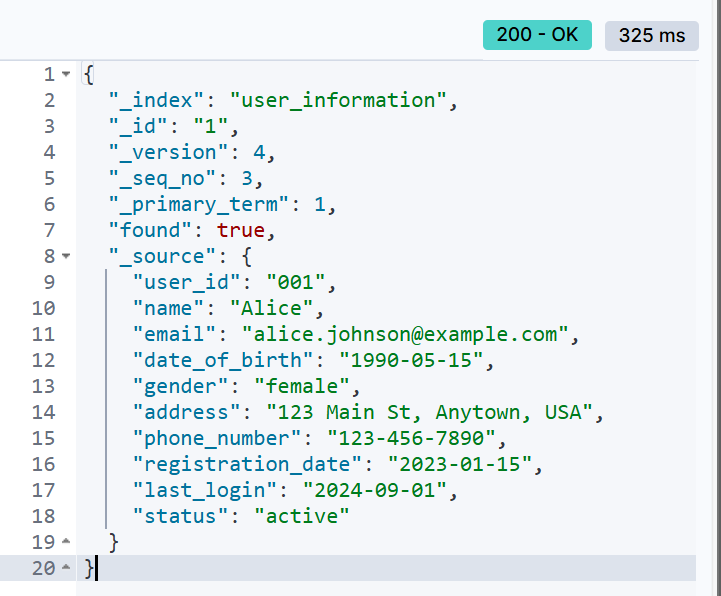 200 - OK 325 ms
1 {
2 "_index": "user_information",
3 "_id": "1",
4 "_version": 4,
5 "_seq_no": 3,
6 "_primary_term": 1,
7 "found": true,
8 "_source": {
9 "user_id": "001",
10 "name": "Alice",
11 "email": "alice.johnson@example.com",
12 "date_of_birth": "1990-05-15",
13 "gender": "female",
14 "address": "123 Main St, Anytown, USA",
15 "phone_number": "123-456-7890",
16 "registration_date": "2023-01-15",
17 "last_login": "2024-09-01",
18 "status": "active"
19 }
20 }